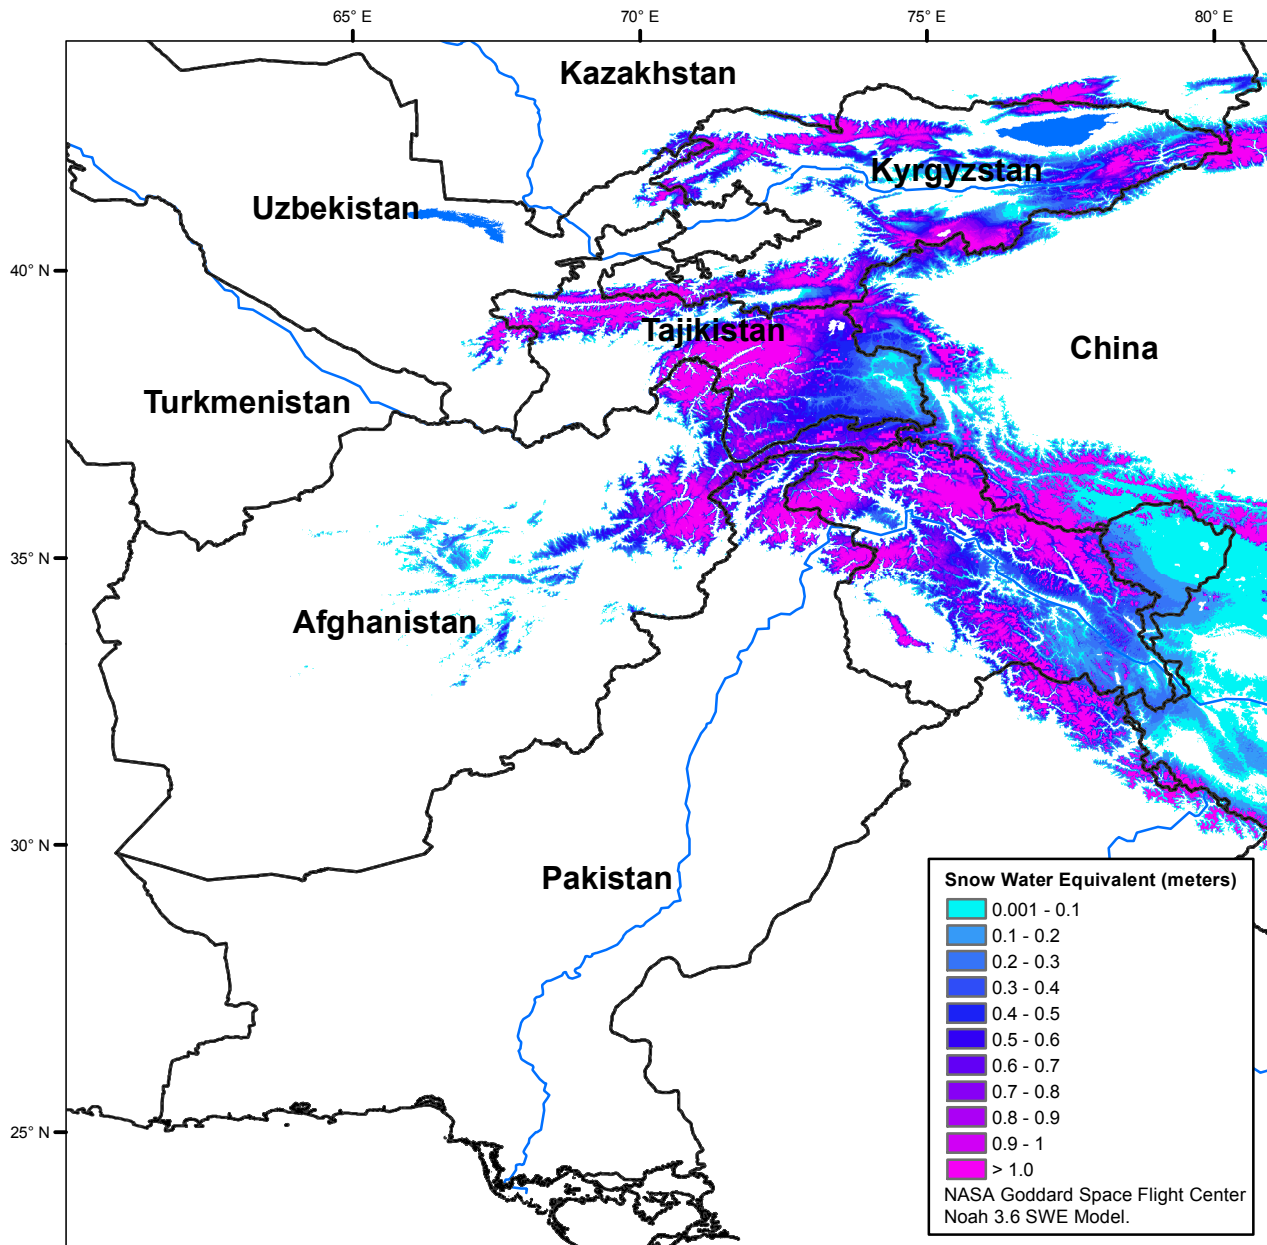 65° E
70° E
75° E
80° E
Kazakhstan
Kyrgyzstan
Uzbekistan
40° N
Tajikistan
China
Turkmenistan
35° N
Afghanistan
30° N
Pakistan
25° N
Snow Water Equivalent (meters)
0.001 - 0.1
0.1 - 0.2
0.2 - 0.3
0.3 - 0.4
0.4 - 0.5
0.5 - 0.6
0.6 - 0.7
0.7 - 0.8
0.8 - 0.9
0.9 - 1
> 1.0
NASA Goddard Space Flight Center
Noah 3.6 SWE Model.